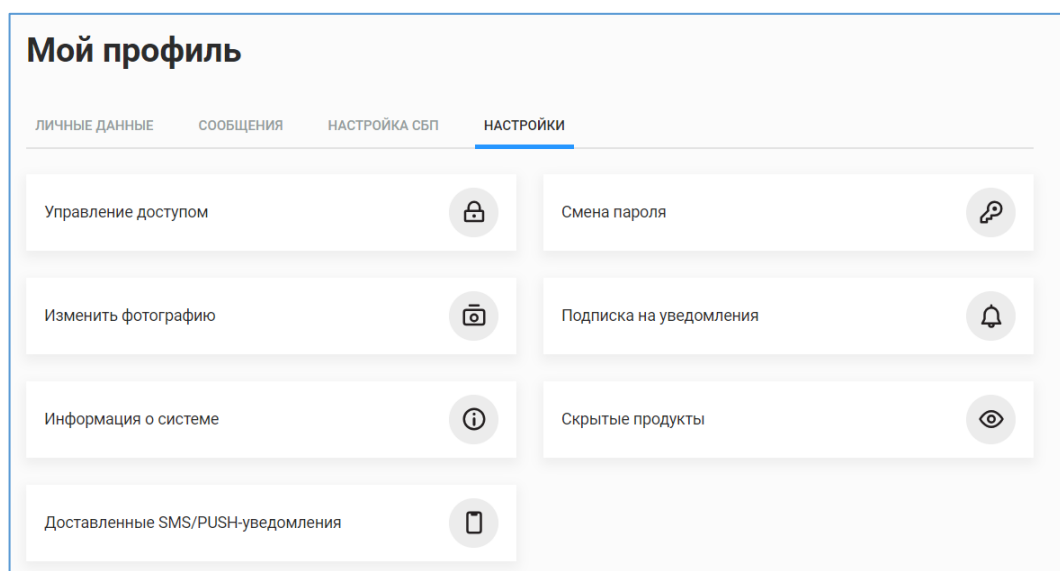 Мой профиль
ЛИЧНЫЕ ДАННЫЕ СООБЩЕНИЯ НАСТРОЙКА СБП НАСТРОЙКИ
Управление доступом Смена пароля
Изменить фотографию Подписка на уведомления
Информация о системе Скрытые продукты
Доставленные SMS/PUSH-уведомления